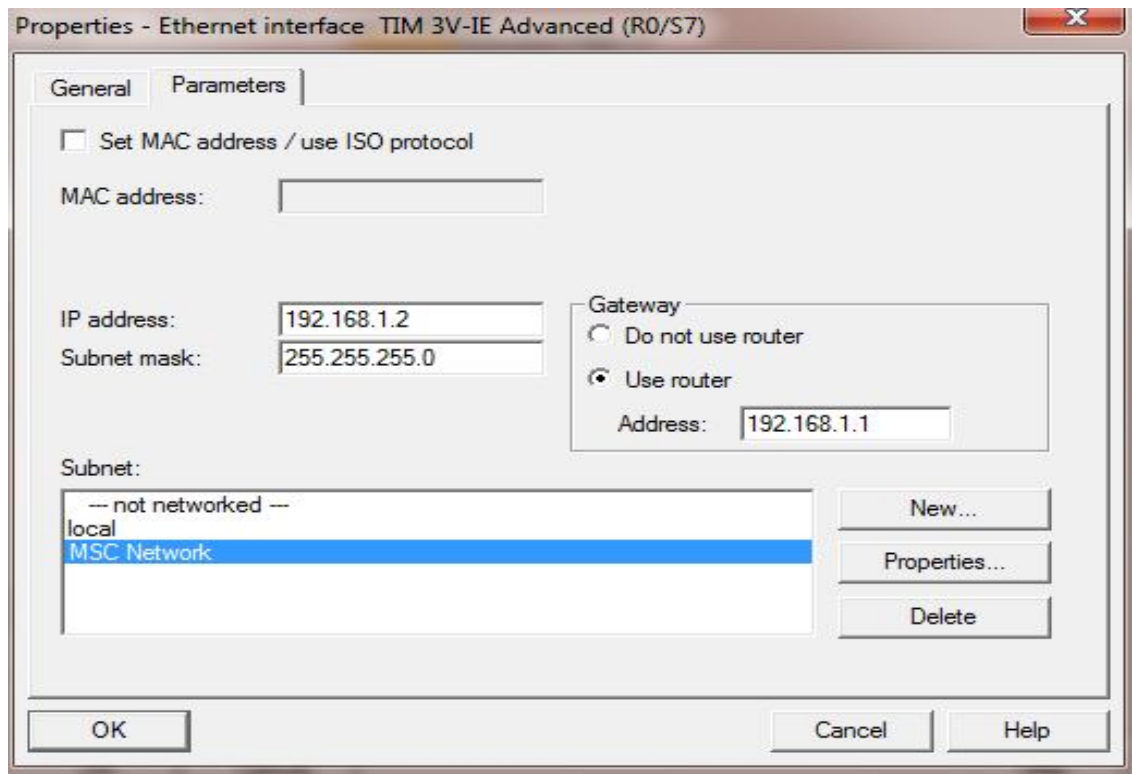 Properties - Ethernet interface  TIM 3V-IE Advanced (R0/S7)
General
Parameters
Set MAC address / use ISO protocol
MAC address:
IP address:
192.168.1.2
Subnet mask:
255.255.255.0
Gateway
Do not use router
Use router
Address:
192.168.1.1
Subnet:
--- not networked ---
local
MSC Network
New...
Properties...
Delete
OK
Cancel
Help